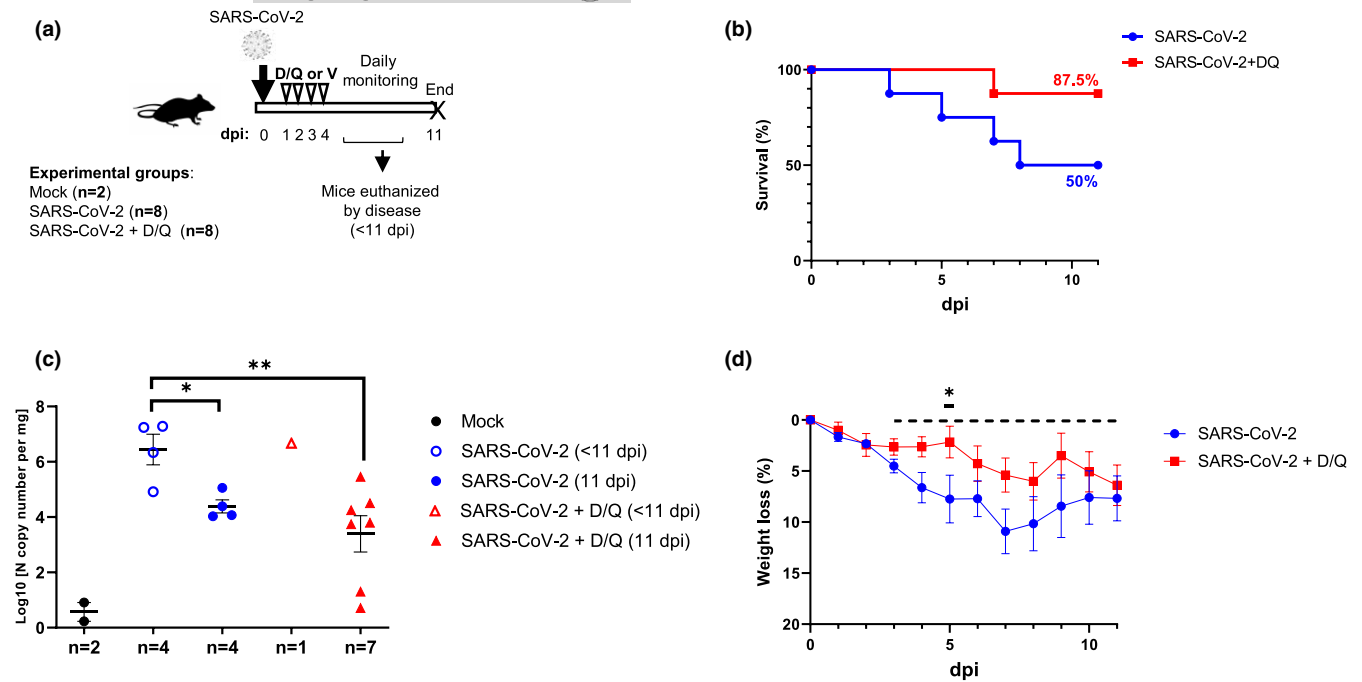 (a)
SARS-CoV-2
D/Q or V
Daily
monitoring
End
dpi: 0 1 2 3 4 11
Experimental groups:
Mock (n=2)
SARS-CoV-2 (n=8)
SARS-CoV-2 + D/Q (n=8)
Mice euthanized
by disease
(<11 dpi)
(b)
SARS-CoV-2
SARS-CoV-2+DQ
Survival (%)
100
50
0
87.5%
50%
0 5 10
dpi
(c)
Log10 [N copy number per mg]
8
6
4
2
0
*
**
n=2 n=4 n=4 n=1 n=7
Mock
SARS-CoV-2 (<11 dpi)
SARS-CoV-2 (11 dpi)
SARS-CoV-2 + D/Q (<11 dpi)
SARS-CoV-2 + D/Q (11 dpi)
(d)
*
Weight loss (%)
0
5
10
15
20
0 5 10
dpi
SARS-CoV-2
SARS-CoV-2 + D/Q